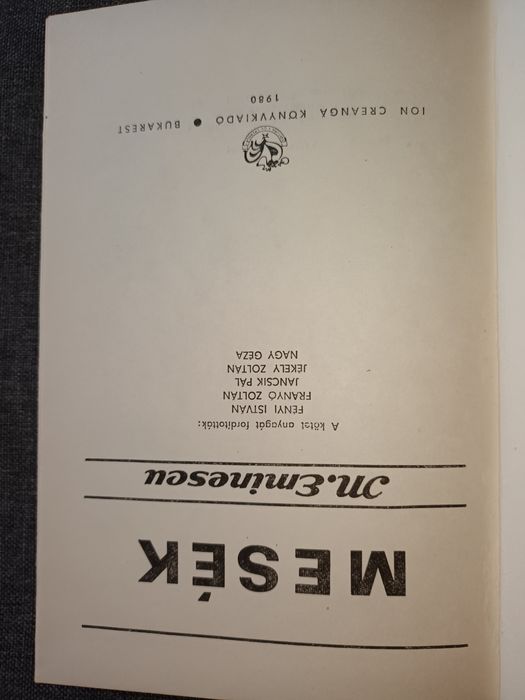 MESÉK
M. Eminescu
A kötet anyagát fordították:
FENYI ISTVÁN
FRANYÓ ZOLTÁN
JANCSIK PÁL
JÉKELY ZOLTÁN
NAGY GÉZA
ION CREANGĂ KÖNYVKIADÓ ● BUKAREST
1980